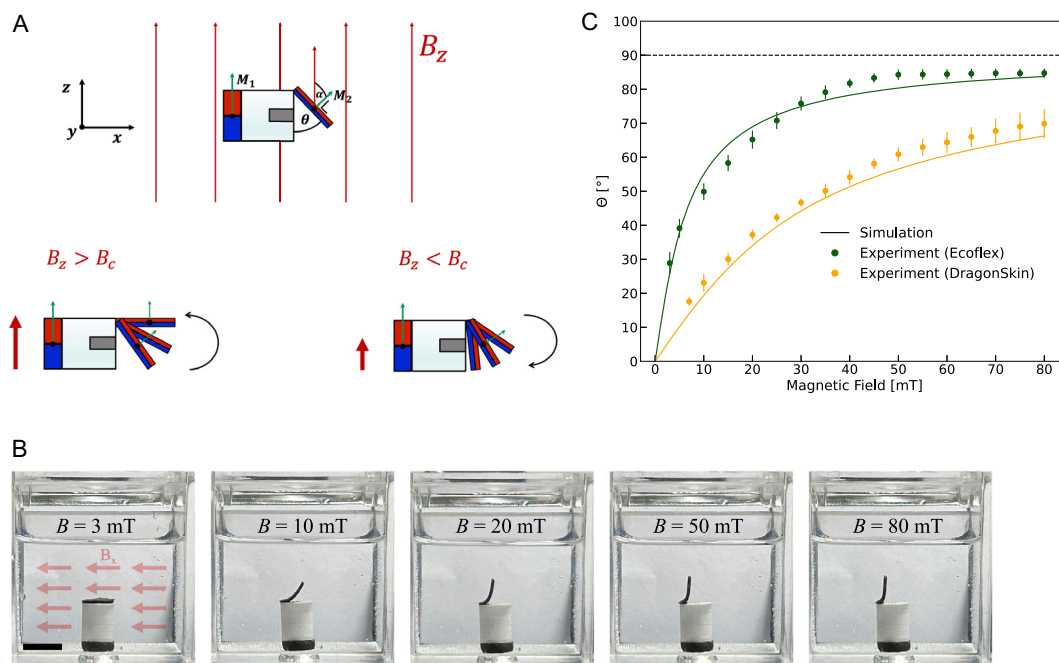 A
B_z
z
y
x
M_1
α
M_2
θ
B_z > B_c
B_z < B_c
C
100
90
80
70
60
50
40
30
20
10
0
Θ [°]
Simulation
Experiment (Ecoflex)
Experiment (DragonSkin)
0 10 20 30 40 50 60 70 80
Magnetic Field [mT]
B
B = 3 mT
B_x
B = 10 mT
B = 20 mT
B = 50 mT
B = 80 mT